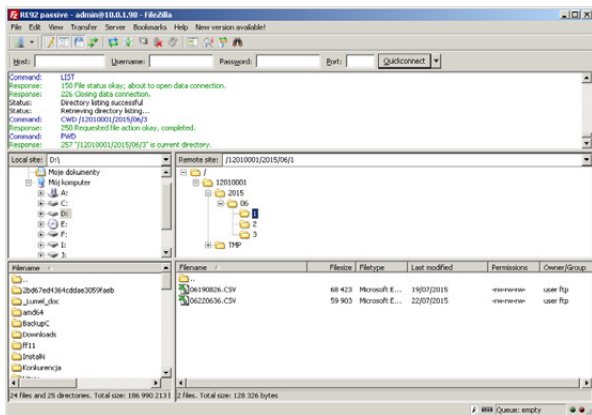 RE92 passive - admin@10.0.1.90 - FileZilla
File Edit View Transfer Server Bookmarks Help New version available!
Host: Username: Password: Port: Quickconnect
Command: LIST
Response: 150 File status okay; about to open data connection.
Response: 226 Closing data connection.
Status: Directory listing successful
Status: Retrieving directory listing...
Command: CWD /12010001/2015/06/3
Response: 250 Requested file action okay, completed.
Command: PWD
Response: 257 "/12010001/2015/06/3" is current directory.
Local site: D:\ Remote site: /12010001/2015/06/1
Moje dokumenty
Mój komputer
A:
C:
D:
E:
F:
I:
J:
/
12010001
2015
06
1
2
3
TMP
Filename
..
2bd67ed4364cddae3059faeb
_Lumel_doc
amd64
BackupC
Downloads
ff11
Instalki
Konkurencja
24 files and 25 directories. Total size: 186 990 213 b
Filename Filesize Filetype Last modified Permissions Owner/Group
..
06190826.CSV 68 423 Microsoft E... 19/07/2015 -rw-rw-rw- user ftp
06220636.CSV 59 903 Microsoft E... 22/07/2015 -rw-rw-rw- user ftp
2 files. Total size: 128 326 bytes
Queue: empty